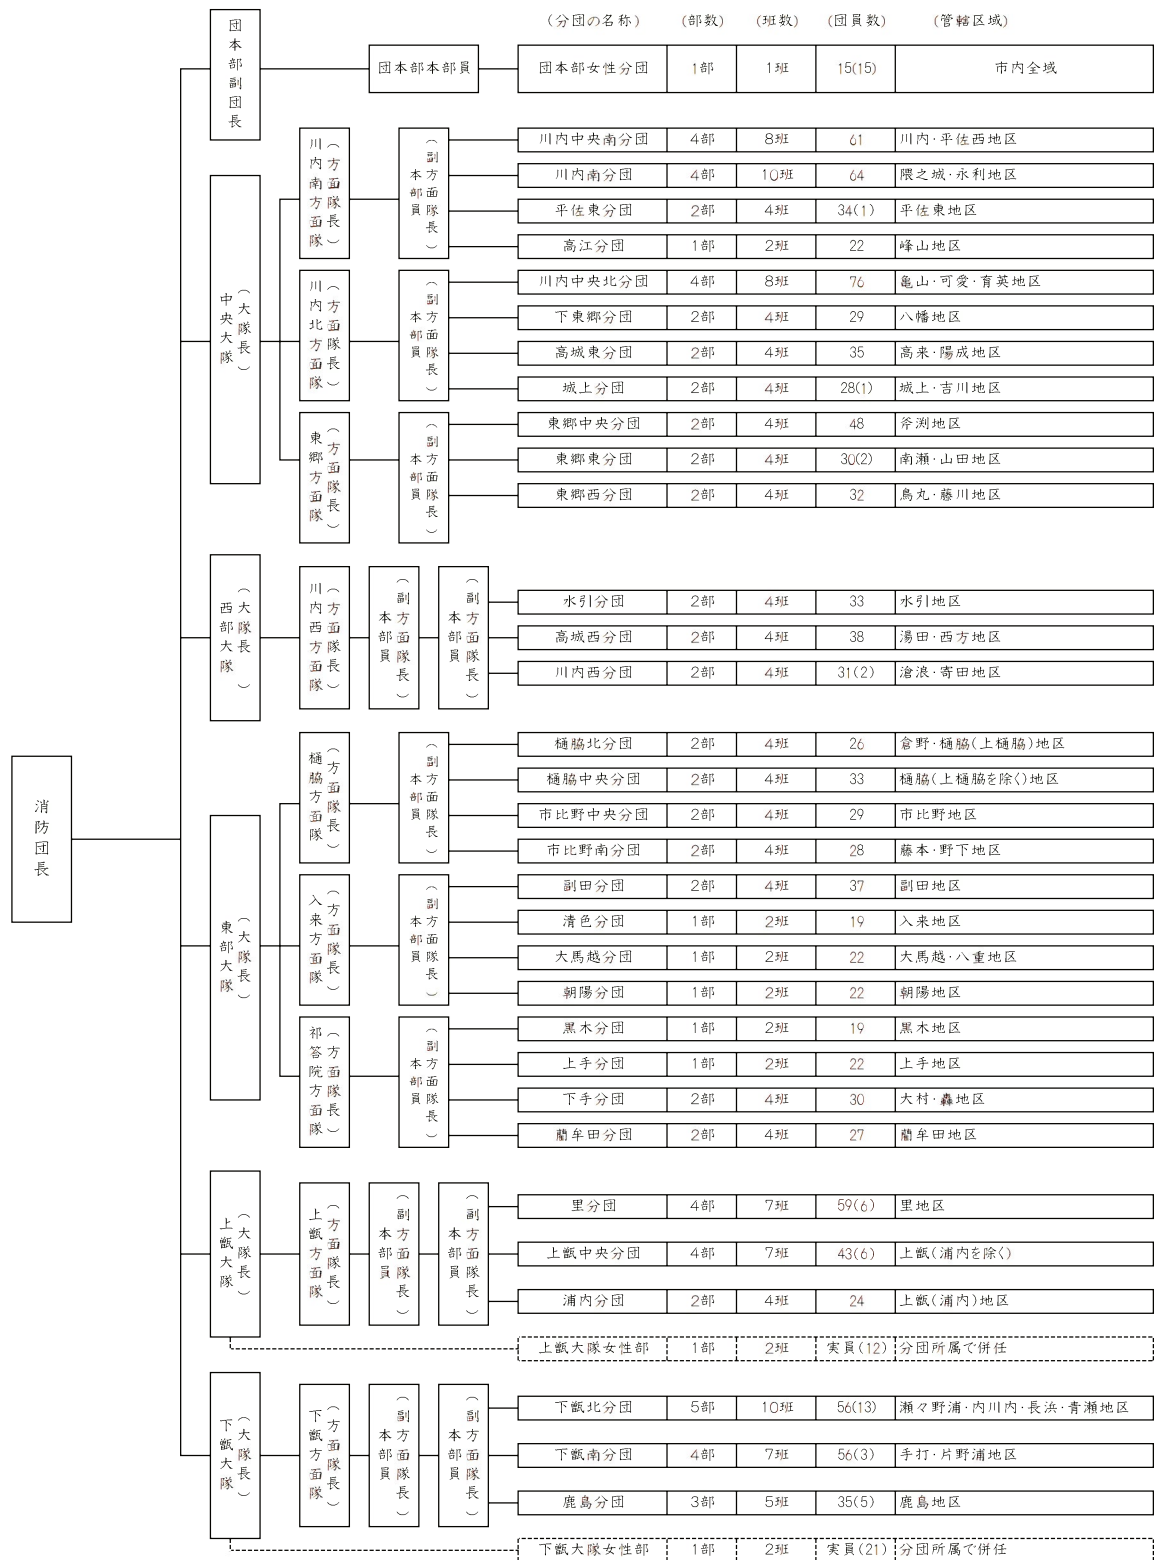 (分団の名称) (部数) (班数) (団員数) (管轄区域)
消防団長
団本部副団長
団本部本部員
団本部女性分団 1部 1班 15(15) 市内全域
中央大隊(大隊長)
川内南方面隊(方面隊長)
本部員(副方面隊長)
川内中央南分団 4部 8班 61 川内・平佐西地区
川内南分団 4部 10班 64 隈之城・永利地区
平佐東分団 2部 4班 34(1) 平佐東地区
高江分団 1部 2班 22 峰山地区
川内北方面隊(方面隊長)
本部員(副方面隊長)
川内中央北分団 4部 8班 76 亀山・可愛・育英地区
下東郷分団 2部 4班 29 八幡地区
高城東分団 2部 4班 35 高来・陽成地区
城上分団 2部 4班 28(1) 城上・吉川地区
東郷方面隊(方面隊長)
本部員(副方面隊長)
東郷中央分団 2部 4班 48 斧渕地区
東郷東分団 2部 4班 30(2) 南瀬・山田地区
東郷西分団 2部 4班 32 鳥丸・藤川地区
西部大隊(大隊長)
川内西方面隊(方面隊長)
本部員(副方面隊長)
本部員(副方面隊長)
水引分団 2部 4班 33 水引地区
高城西分団 2部 4班 38 湯田・西方地区
川内西分団 2部 4班 31(2) 滄浪・寄田地区
東部大隊(大隊長)
樋脇方面隊(方面隊長)
本部員(副方面隊長)
樋脇北分団 2部 4班 26 倉野・樋脇(上樋脇)地区
樋脇中央分団 2部 4班 33 樋脇(上樋脇を除く)地区
市比野中央分団 2部 4班 29 市比野地区
市比野南分団 2部 4班 28 藤本・野下地区
入来方面隊(方面隊長)
本部員(副方面隊長)
副田分団 2部 4班 37 副田地区
清色分団 1部 2班 19 入来地区
大馬越分団 1部 2班 22 大馬越・八重地区
朝陽分団 1部 2班 22 朝陽地区
祁答院方面隊(方面隊長)
本部員(副方面隊長)
黒木分団 1部 2班 19 黒木地区
上手分団 1部 2班 22 上手地区
下手分団 2部 4班 30 大村・轟地区
藺牟田分団 2部 4班 27 藺牟田地区
上甑大隊(大隊長)
上甑方面隊(方面隊長)
本部員(副方面隊長)
本部員(副方面隊長)
里分団 4部 7班 59(6) 里地区
上甑中央分団 4部 7班 43(6) 上甑(浦内を除く)
浦内分団 2部 4班 24 上甑(浦内)地区
上甑大隊女性部 1部 2班 実員(12) 分団所属で併任
下甑大隊(大隊長)
下甑方面隊(方面隊長)
本部員(副方面隊長)
本部員(副方面隊長)
下甑北分団 5部 10班 56(13) 瀬々野浦・内川内・長浜・青瀬地区
下甑南分団 4部 7班 56(3) 手打・片野浦地区
鹿島分団 3部 5班 35(5) 鹿島地区
下甑大隊女性部 1部 2班 実員(21) 分団所属で併任